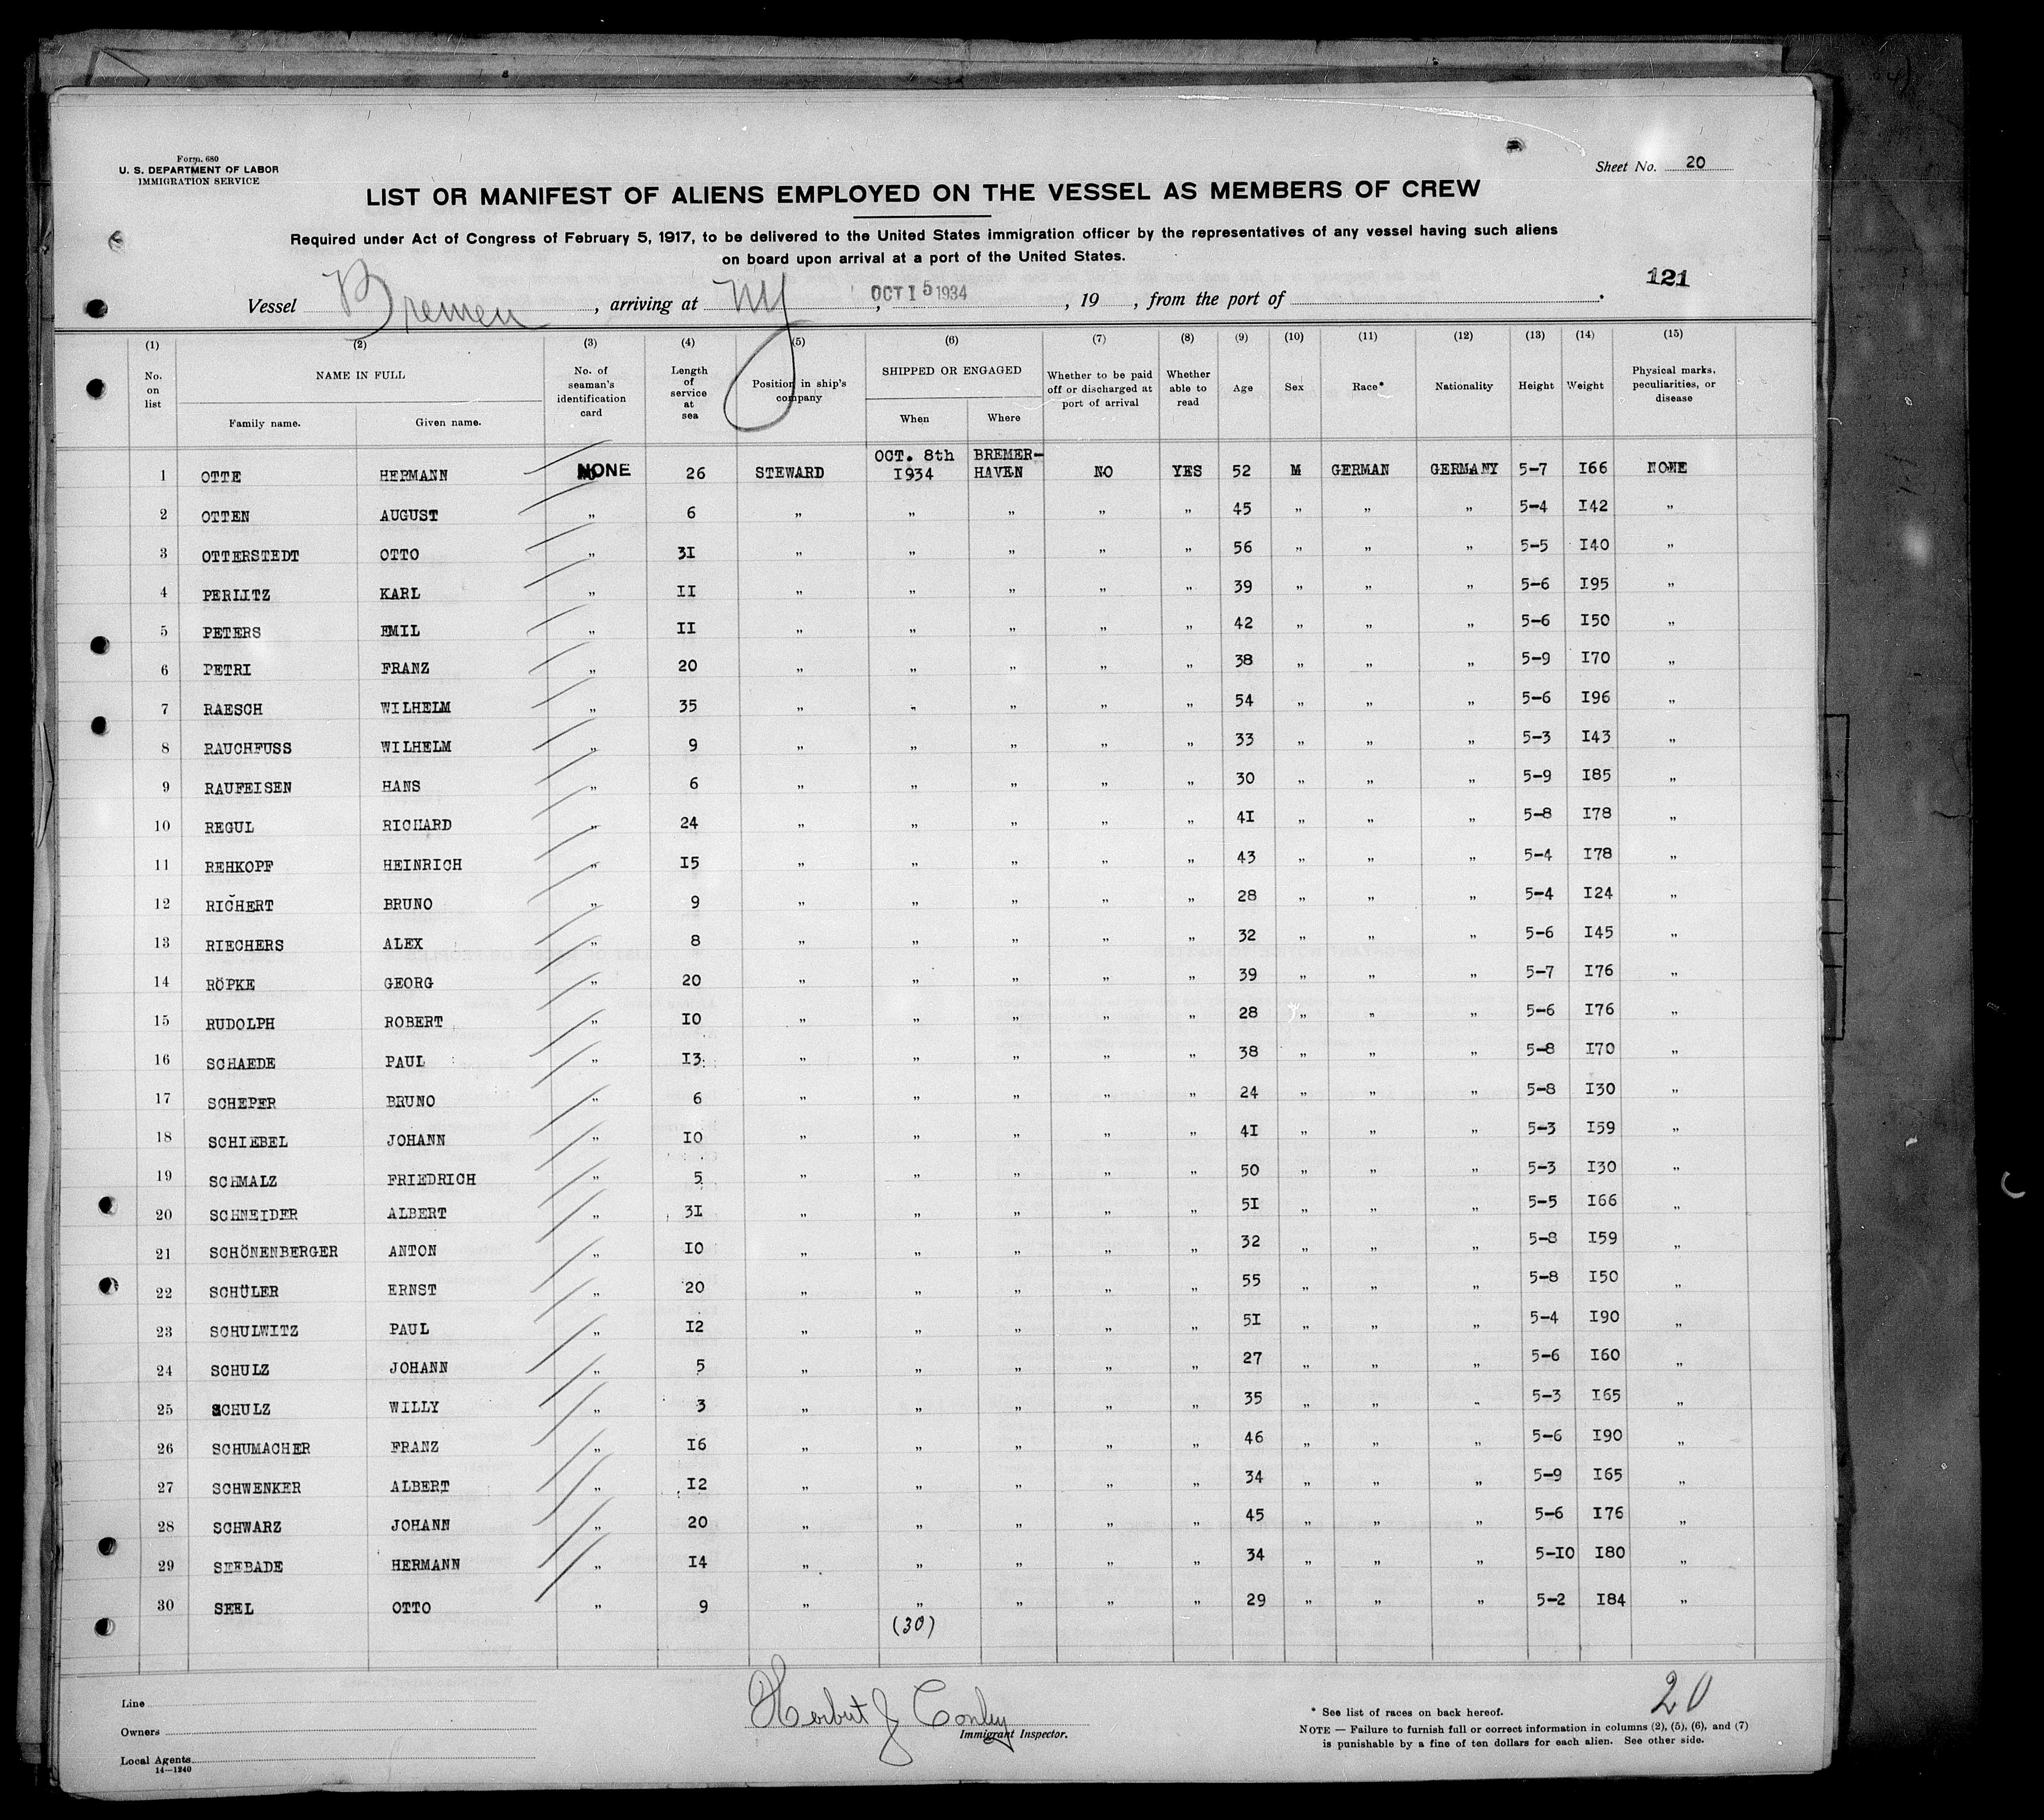 Form 680
U. S. DEPARTMENT OF LABOR
IMMIGRATION SERVICE
Sheet No. 20
LIST OR MANIFEST OF ALIENS EMPLOYED ON THE VESSEL AS MEMBERS OF CREW
Required under Act of Congress of February 5, 1917, to be delivered to the United States immigration officer by the representatives of any vessel having such aliens
on board upon arrival at a port of the United States.
121
Vessel Bremen, arriving at NY, OCT 15 1934, 19 , from the port of .
(1) (2) (3) (4) (5) (6) (7) (8) (9) (10) (11) (12) (13) (14) (15)
No. on list NAME IN FULL Family name. Given name. No. of seaman's identification card Length of service at sea Position in ship's company SHIPPED OR ENGAGED When Where Whether to be paid off or discharged at port of arrival Whether able to read Age Sex Race* Nationality Height Weight Physical marks, peculiarities, or disease
1 OTTE HERMANN NONE 26 STEWARD OCT. 8th 1934 BREMER-HAVEN NO YES 52 M GERMAN GERMANY 5-7 166 NONE
2 OTTEN AUGUST „ 6 „ „ „ „ „ 45 „ „ „ 5-4 142 „
3 OTTERSTEDT OTTO „ 31 „ „ „ „ „ 56 „ „ „ 5-5 140 „
4 PERLITZ KARL „ 11 „ „ „ „ „ 39 „ „ „ 5-6 195 „
5 PETERS EMIL „ 11 „ „ „ „ „ 42 „ „ „ 5-6 150 „
6 PETRI FRANZ „ 20 „ „ „ „ „ 38 „ „ „ 5-9 170 „
7 RAESCH WILHELM „ 35 „ „ „ „ „ 54 „ „ „ 5-6 196 „
8 RAUCHFUSS WILHELM „ 9 „ „ „ „ „ 33 „ „ „ 5-3 143 „
9 RAUFEISEN HANS „ 6 „ „ „ „ „ 30 „ „ „ 5-9 185 „
10 REGUL RICHARD „ 24 „ „ „ „ „ 41 „ „ „ 5-8 178 „
11 REHKOPF HEINRICH „ 15 „ „ „ „ „ 43 „ „ „ 5-4 178 „
12 RICHERT BRUNO „ 9 „ „ „ „ „ 28 „ „ „ 5-4 124 „
13 RIECHERS ALEX „ 8 „ „ „ „ „ 32 „ „ „ 5-6 145 „
14 RÖPKE GEORG „ 20 „ „ „ „ „ 39 „ „ „ 5-7 176 „
15 RUDOLPH ROBERT „ 10 „ „ „ „ „ 28 „ „ „ 5-6 176 „
16 SCHAEDE PAUL „ 13 „ „ „ „ „ 38 „ „ „ 5-8 170 „
17 SCHEPER BRUNO „ 6 „ „ „ „ „ 24 „ „ „ 5-8 130 „
18 SCHIEBEL JOHANN „ 10 „ „ „ „ „ 41 „ „ „ 5-3 159 „
19 SCHMALZ FRIEDRICH „ 5 „ „ „ „ „ 50 „ „ „ 5-3 130 „
20 SCHNEIDER ALBERT „ 31 „ „ „ „ „ 51 „ „ „ 5-5 166 „
21 SCHÖNENBERGER ANTON „ 10 „ „ „ „ „ 32 „ „ „ 5-8 159 „
22 SCHÜLER ERNST „ 20 „ „ „ „ „ 55 „ „ „ 5-8 150 „
23 SCHULWITZ PAUL „ 12 „ „ „ „ „ 51 „ „ „ 5-4 190 „
24 SCHULZ JOHANN „ 5 „ „ „ „ „ 27 „ „ „ 5-6 160 „
25 SCHULZ WILLY „ 3 „ „ „ „ „ 35 „ „ „ 5-3 165 „
26 SCHUMACHER FRANZ „ 16 „ „ „ „ „ 46 „ „ „ 5-6 190 „
27 SCHWENKER ALBERT „ 12 „ „ „ „ „ 34 „ „ „ 5-9 165 „
28 SCHWARZ JOHANN „ 20 „ „ „ „ „ 45 „ „ „ 5-6 176 „
29 SEEBADE HERMANN „ 14 „ „ „ „ „ 34 „ „ „ 5-10 180 „
30 SEEL OTTO „ 9 „ „ „ „ „ 29 „ „ „ 5-2 184 „
(30)
Line
Owners
Local Agents
14—1240
Herbert J Conley
Immigrant Inspector.
20
* See list of races on back hereof.
NOTE — Failure to furnish full or correct information in columns (2), (5), (6), and (7)
is punishable by a fine of ten dollars for each alien. See other side.